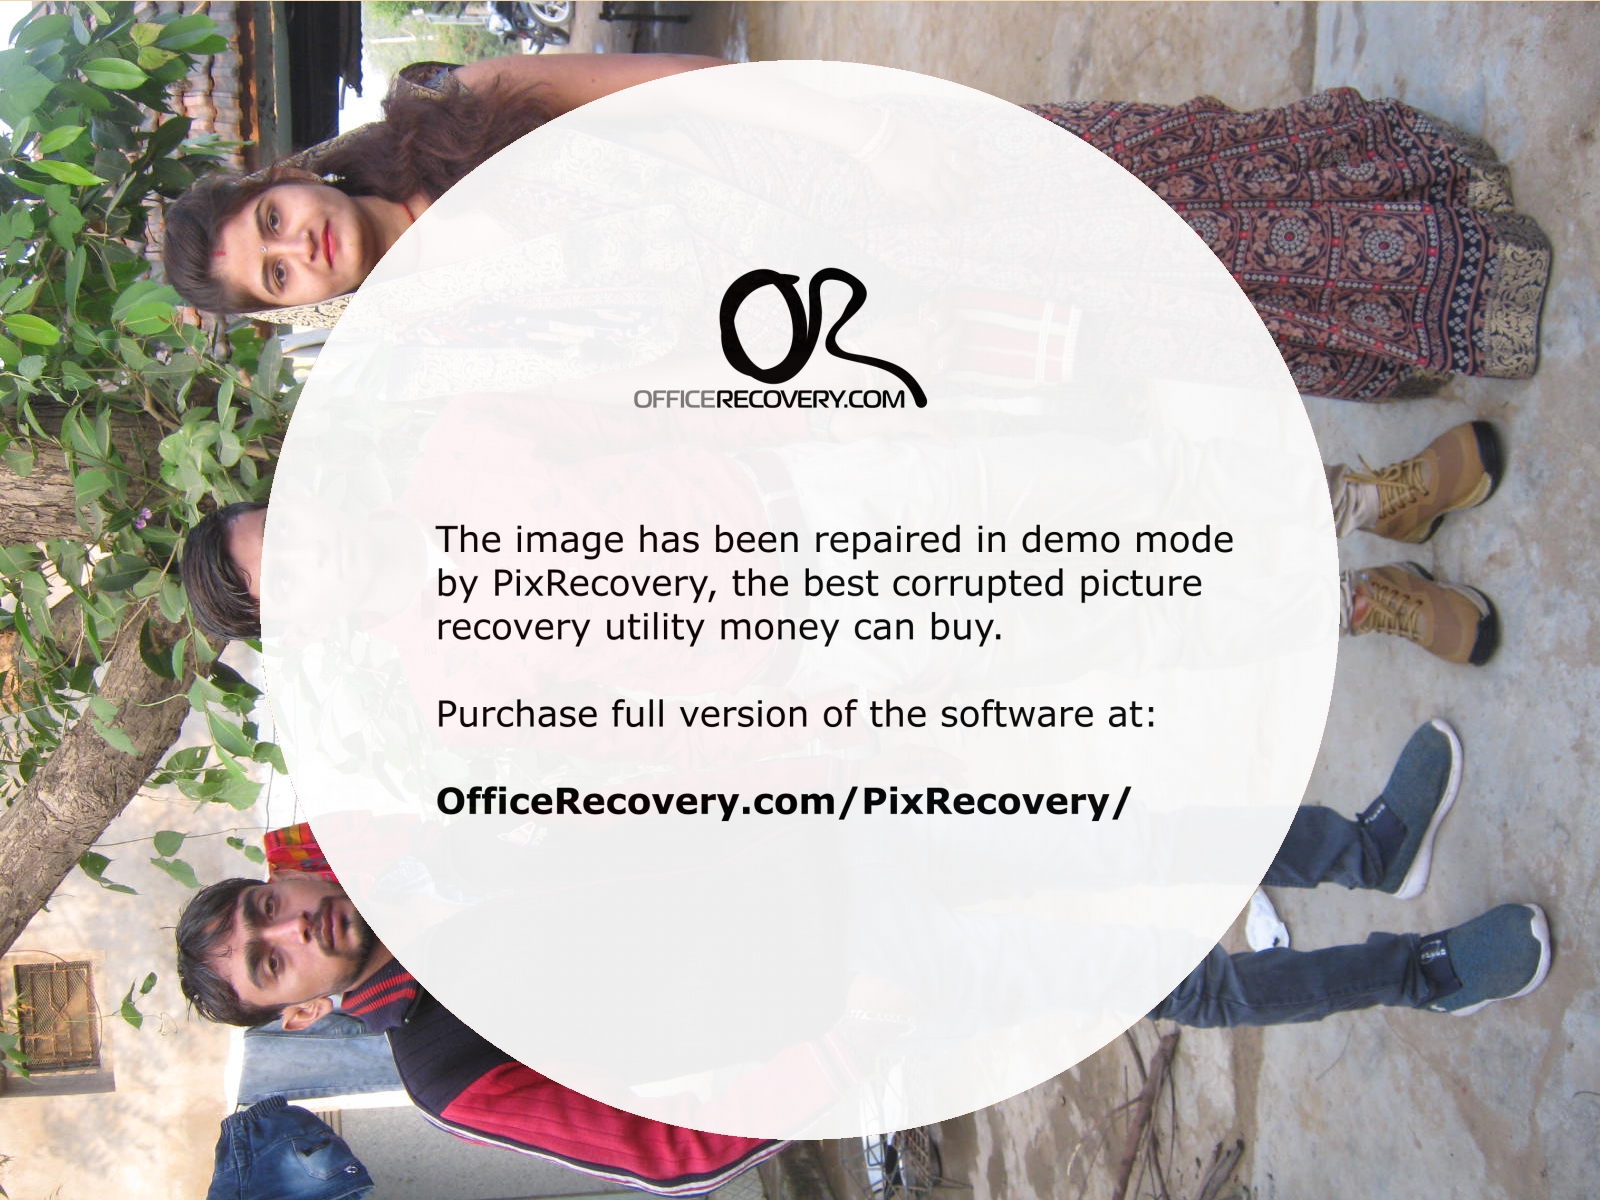 OFFICERECOVERY.COM
The image has been repaired in demo mode
by PixRecovery, the best corrupted picture
recovery utility money can buy.
Purchase full version of the software at:
OfficeRecovery.com/PixRecovery/